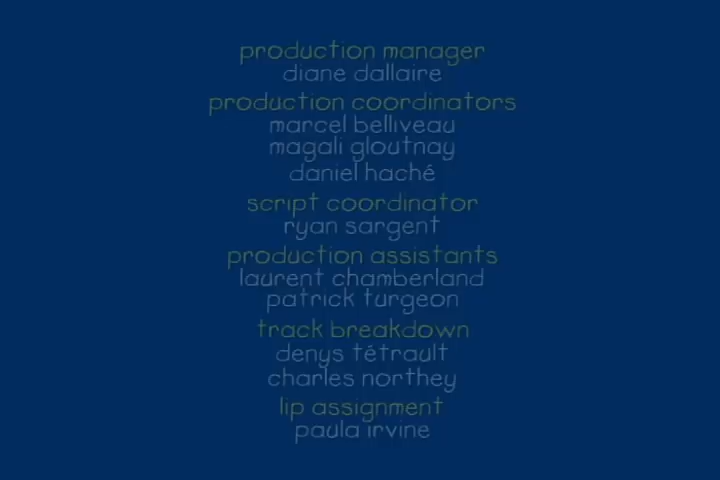 production manager
diane dallaire
production coordinators
marcel belliveau
magali gloutnay
daniel haché
script coordinator
ryan sargent
production assistants
laurent chamberland
patrick turgeon
track breakdown
denys tétrault
charles northey
lip assignment
paula irvine